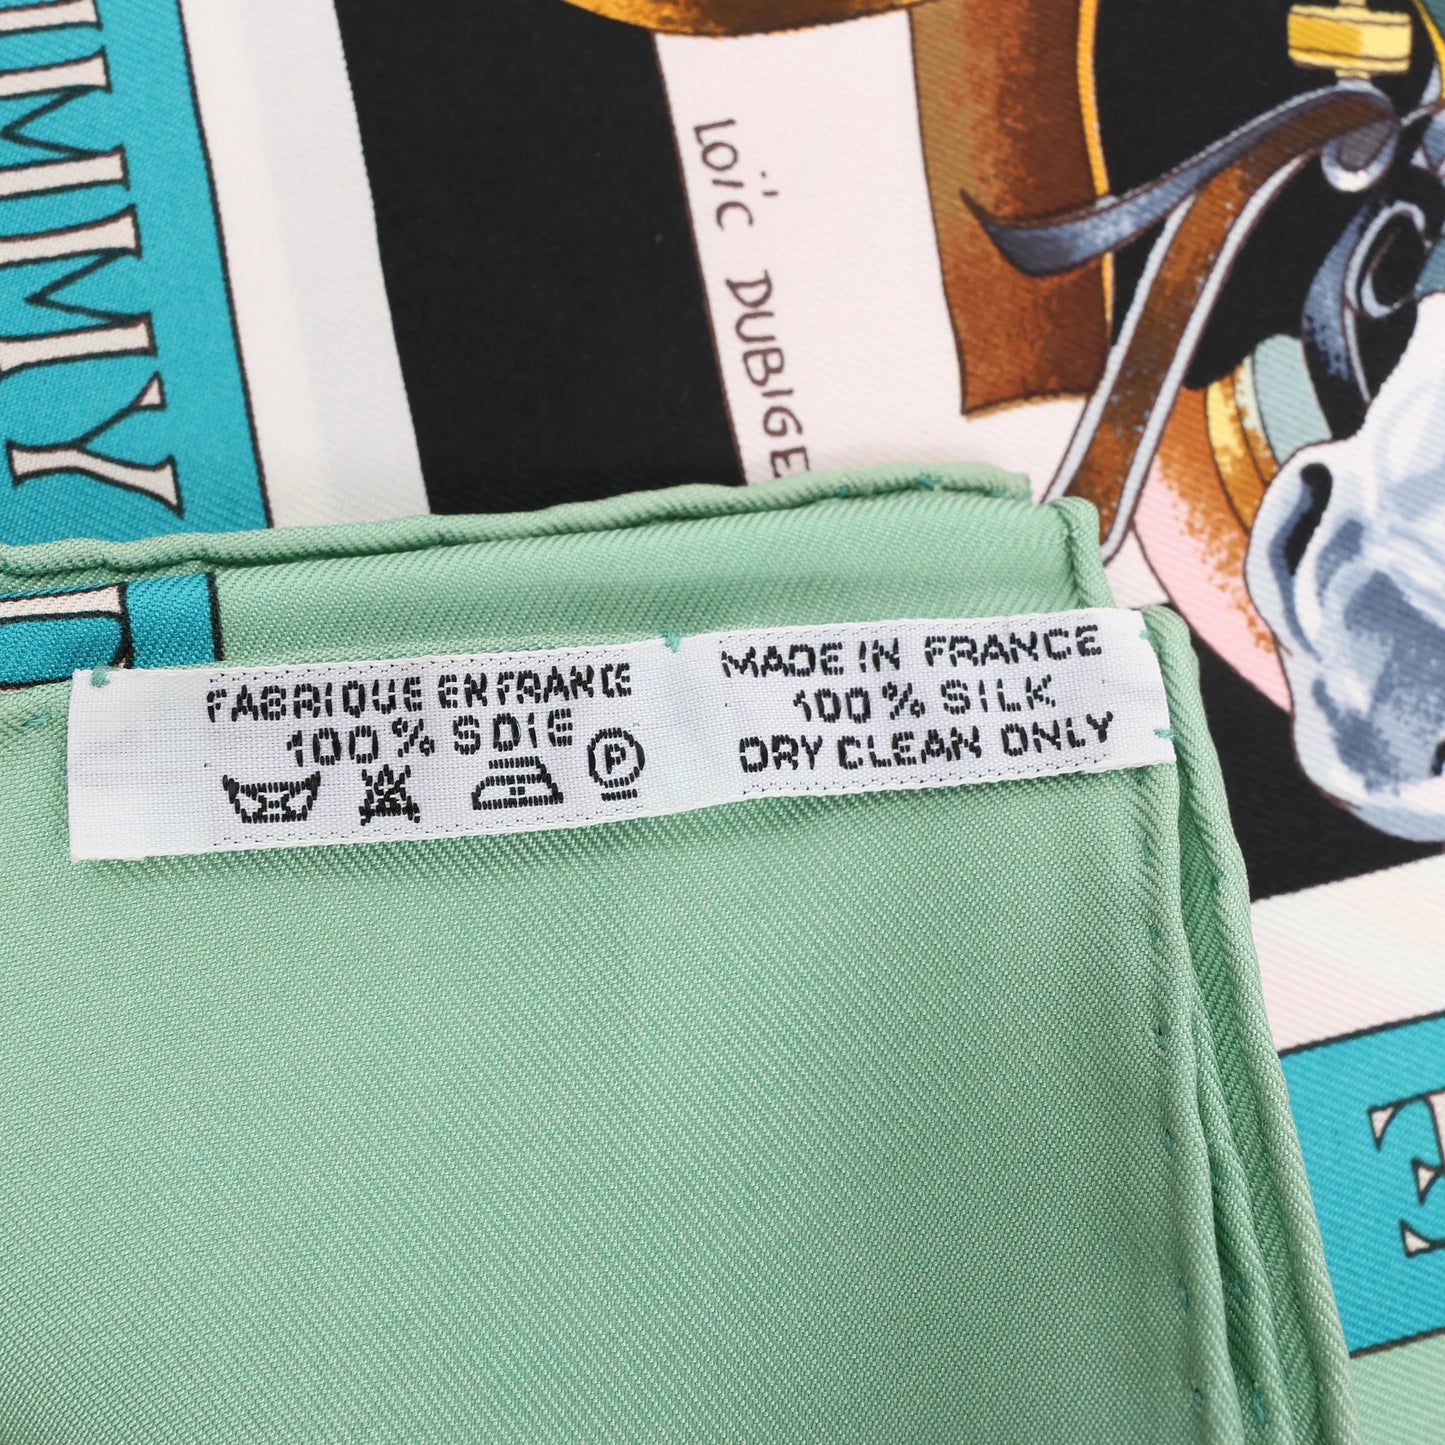 IMMY
LOÏC DUBIGE
FABRIQUE EN FRANCE
100% SOIE
P
MADE IN FRANCE
100% SILK
DRY CLEAN ONLY
E